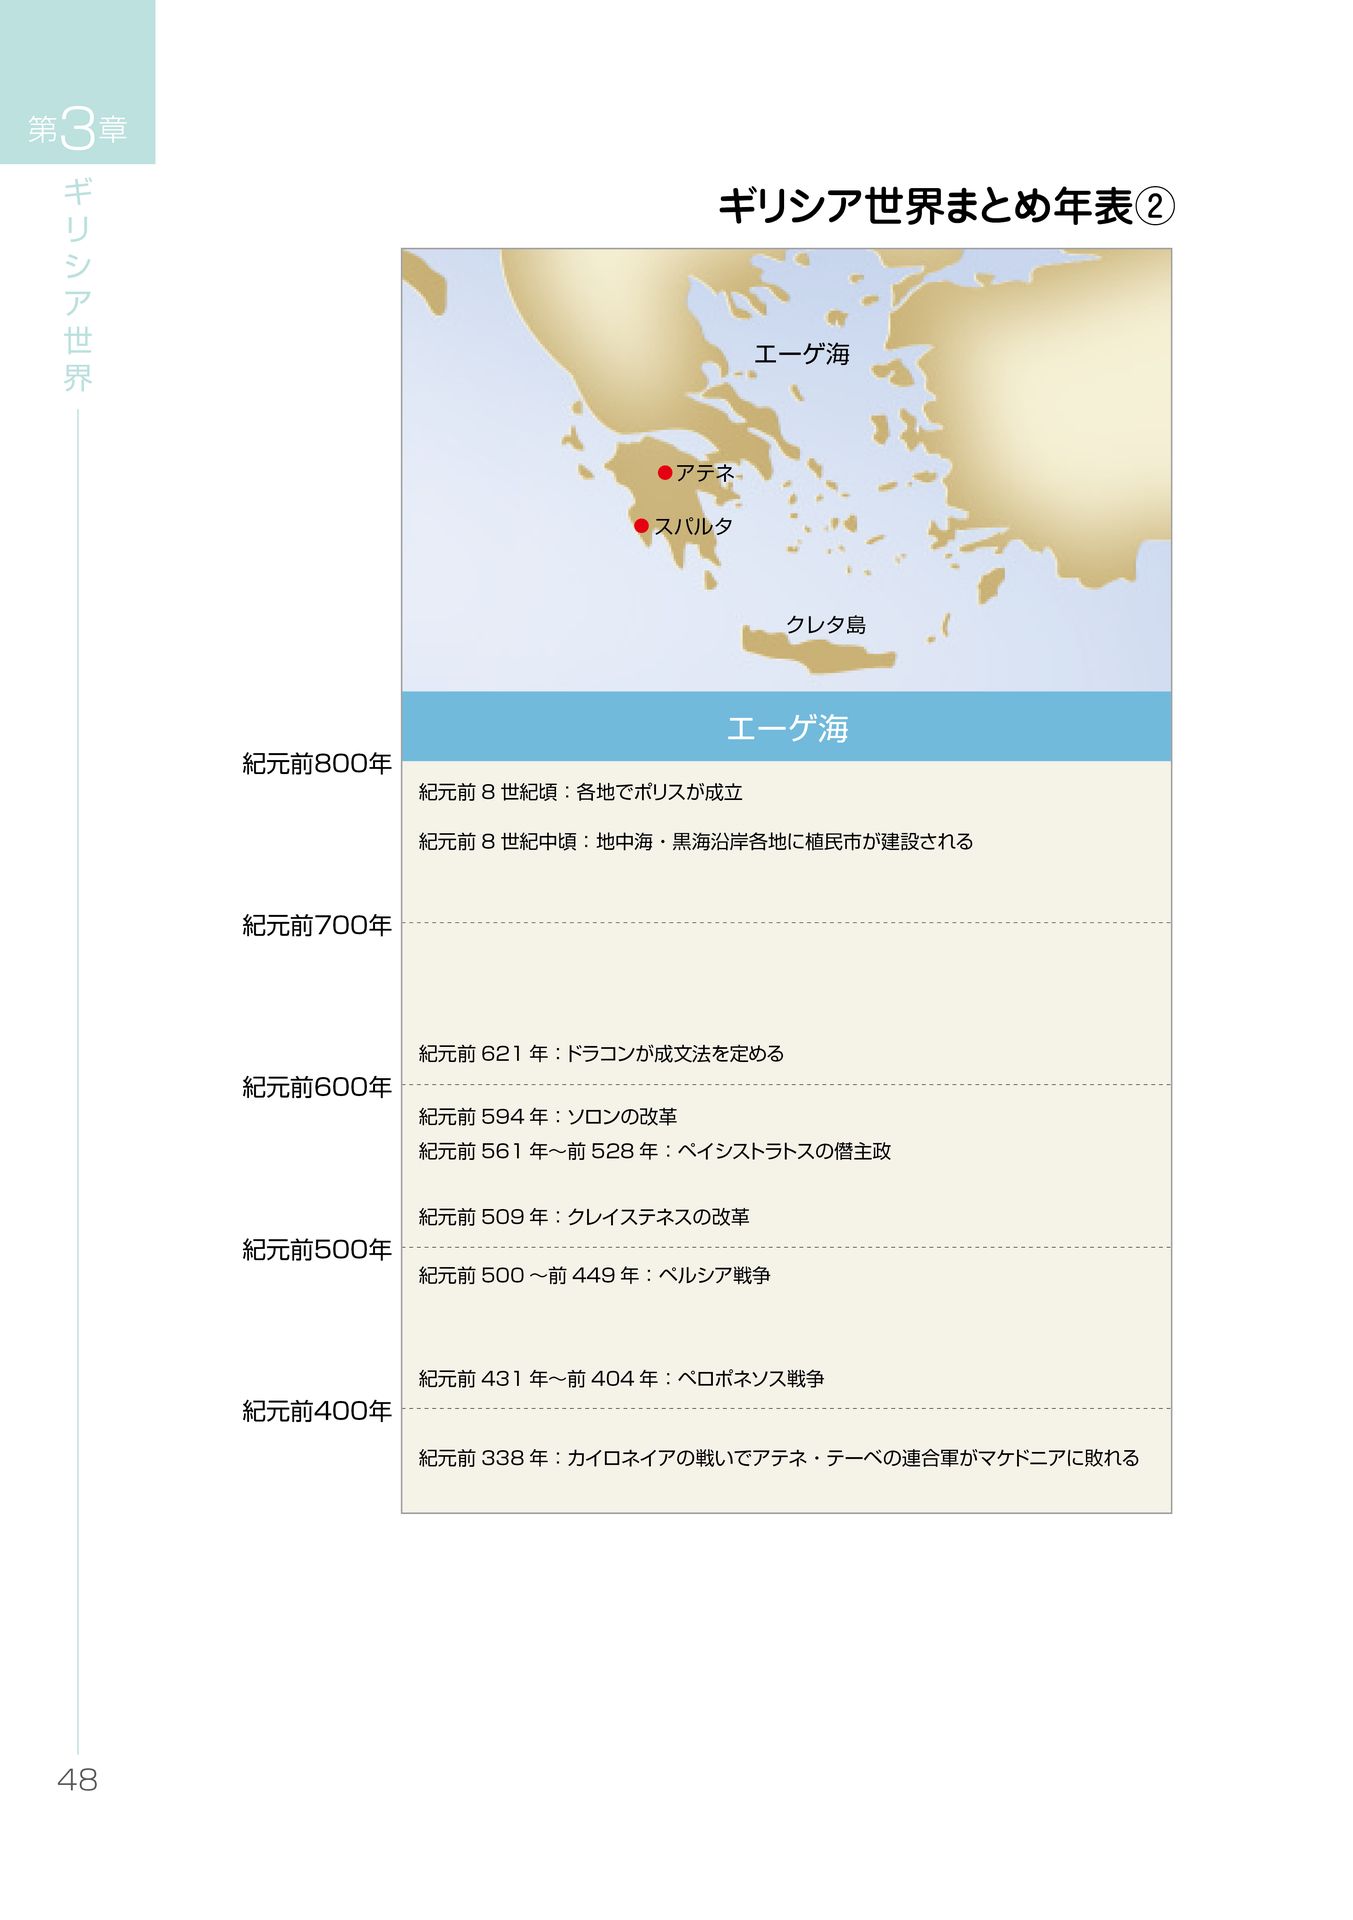 第3章
ギリシア世界
ギリシア世界まとめ年表②
エーゲ海
アテネ
スパルタ
クレタ島
エーゲ海
紀元前800年
紀元前 8 世紀頃：各地でポリスが成立
紀元前 8 世紀中頃：地中海・黒海沿岸各地に植民市が建設される
紀元前700年
紀元前 621 年：ドラコンが成文法を定める
紀元前600年
紀元前 594 年：ソロンの改革
紀元前 561 年〜前 528 年：ペイシストラトスの僭主政
紀元前 509 年：クレイステネスの改革
紀元前500年
紀元前 500 〜前 449 年：ペルシア戦争
紀元前 431 年〜前 404 年：ペロポネソス戦争
紀元前400年
紀元前 338 年：カイロネイアの戦いでアテネ・テーベの連合軍がマケドニアに敗れる
48